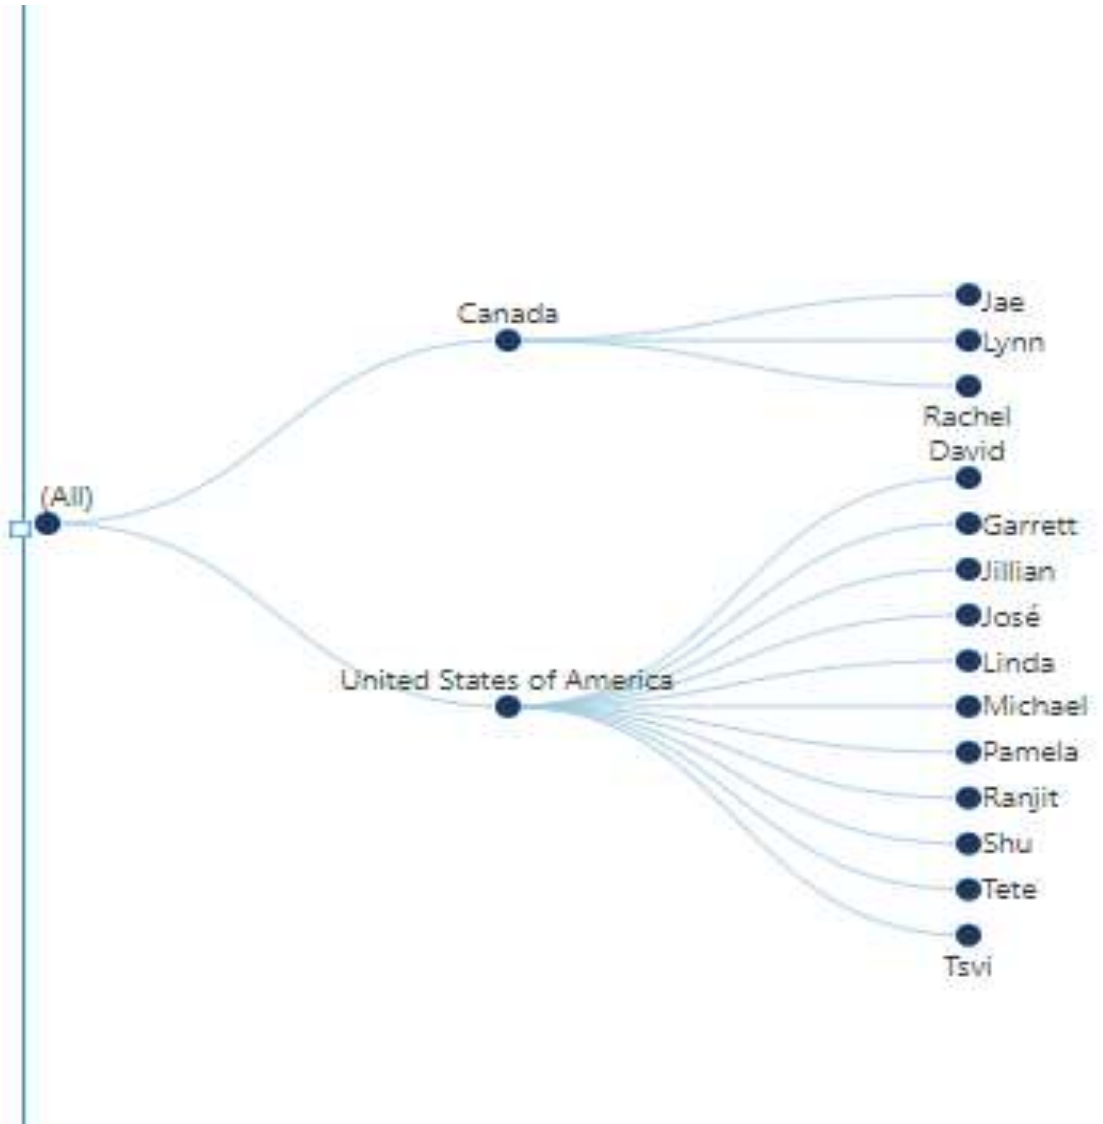 Canada
Jae
Lynn
Rachel
David
(All)
Garrett
Jillian
José
Linda
United States of America
Michael
Pamela
Ranjit
Shu
Tete
Tsvi